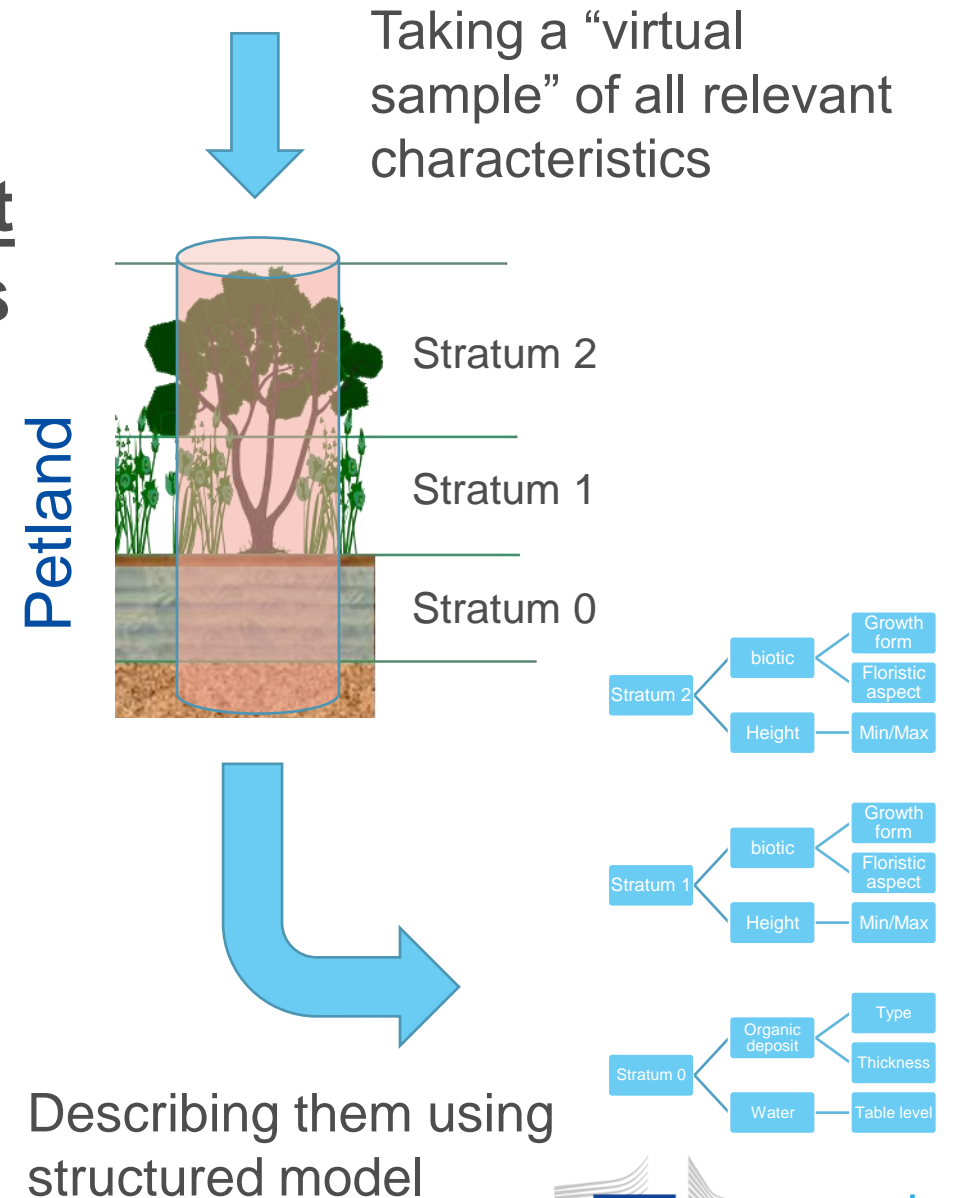 Taking a “virtual
sample” of all relevant
characteristics
Petland
Stratum 2
Stratum 1
Stratum 0
Stratum 2
biotic
Growth
form
Floristic
aspect
Height
Min/Max
Stratum 1
biotic
Growth
form
Floristic
aspect
Height
Min/Max
Stratum 0
Organic
deposit
Type
Thickness
Water
Table level
Describing them using
structured model